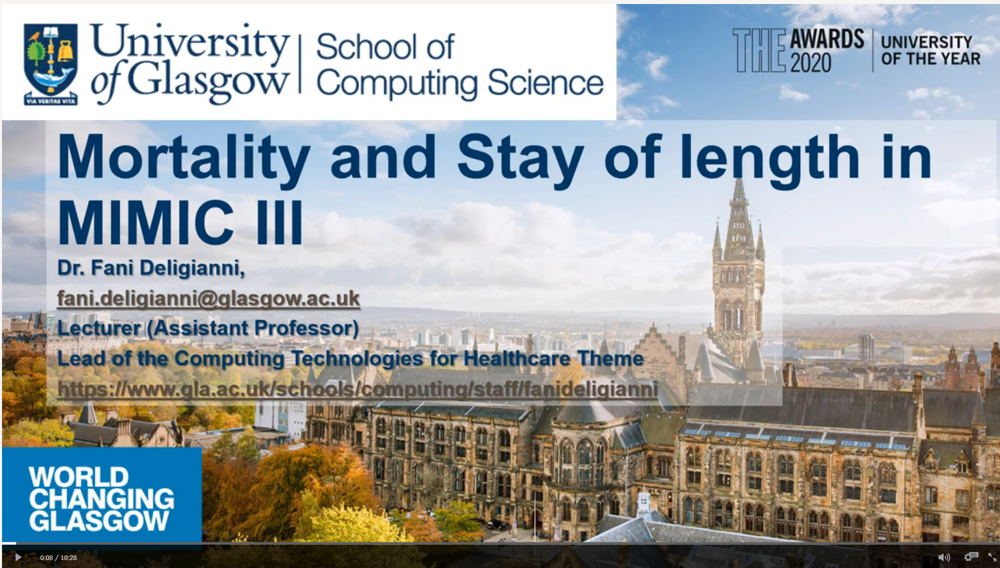 University
of Glasgow
School of
Computing Science
VIA VERITAS VITA
THE AWARDS
2020
UNIVERSITY
OF THE YEAR
Mortality and Stay of length in
MIMIC III
Dr. Fani Deligianni,
fani.deligianni@glasgow.ac.uk
Lecturer (Assistant Professor)
Lead of the Computing Technologies for Healthcare Theme
https://www.gla.ac.uk/schools/computing/staff/fanideligianni
WORLD
CHANGING
GLASGOW
0:08 / 10:28
HD